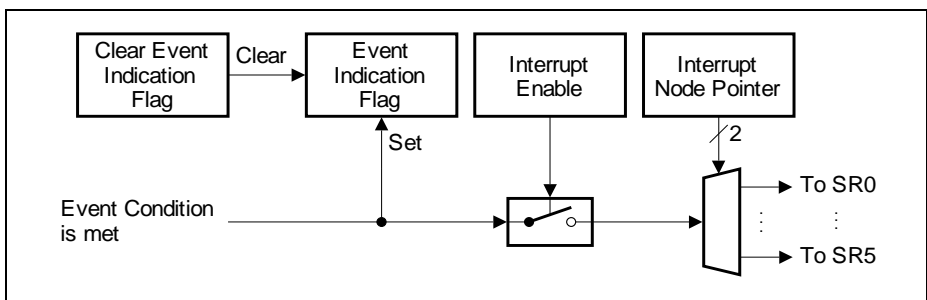 Clear Event
Indication
Flag
Clear
Event
Indication
Flag
Interrupt
Enable
Interrupt
Node Pointer
Set
2
Event Condition
is met
To SR0
To SR5